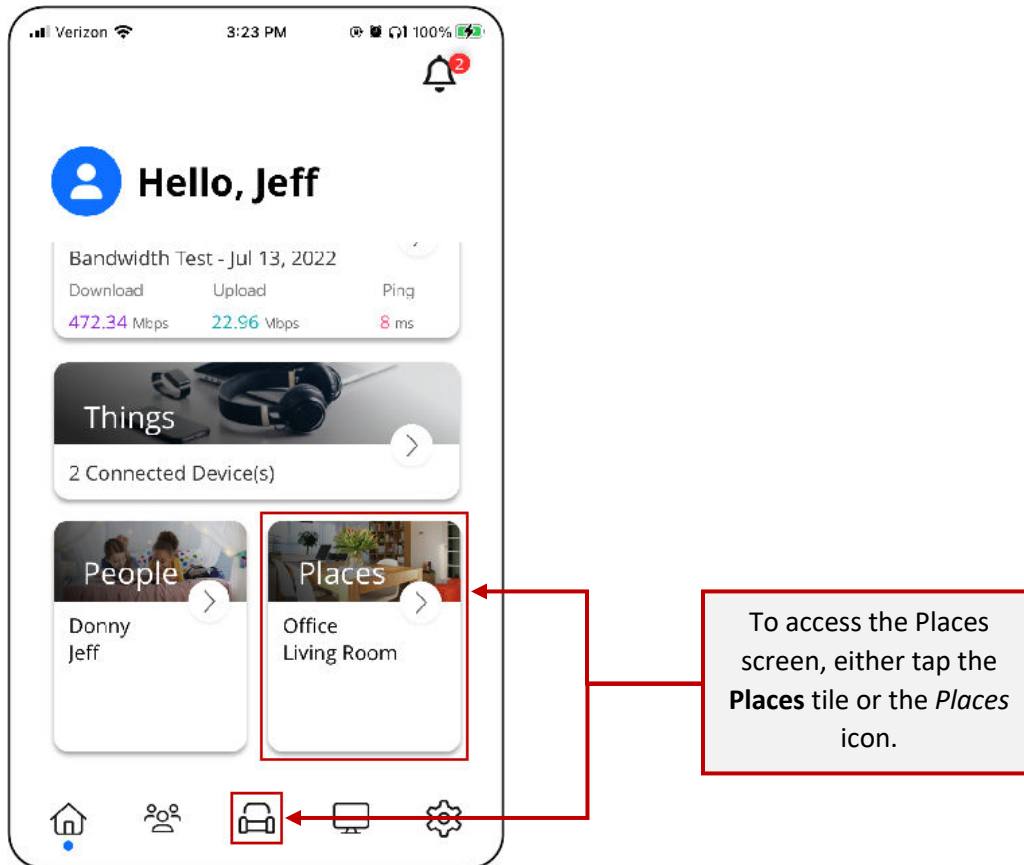 Verizon 3:23 PM 100%
2
Hello, Jeff
Bandwidth Test - Jul 13, 2022
Download Upload Ping
472.34 Mbps 22.96 Mbps 8 ms
Things
2 Connected Device(s)
People
Donny
Jeff
Places
Office
Living Room
To access the Places
screen, either tap the
Places tile or the Places
icon.